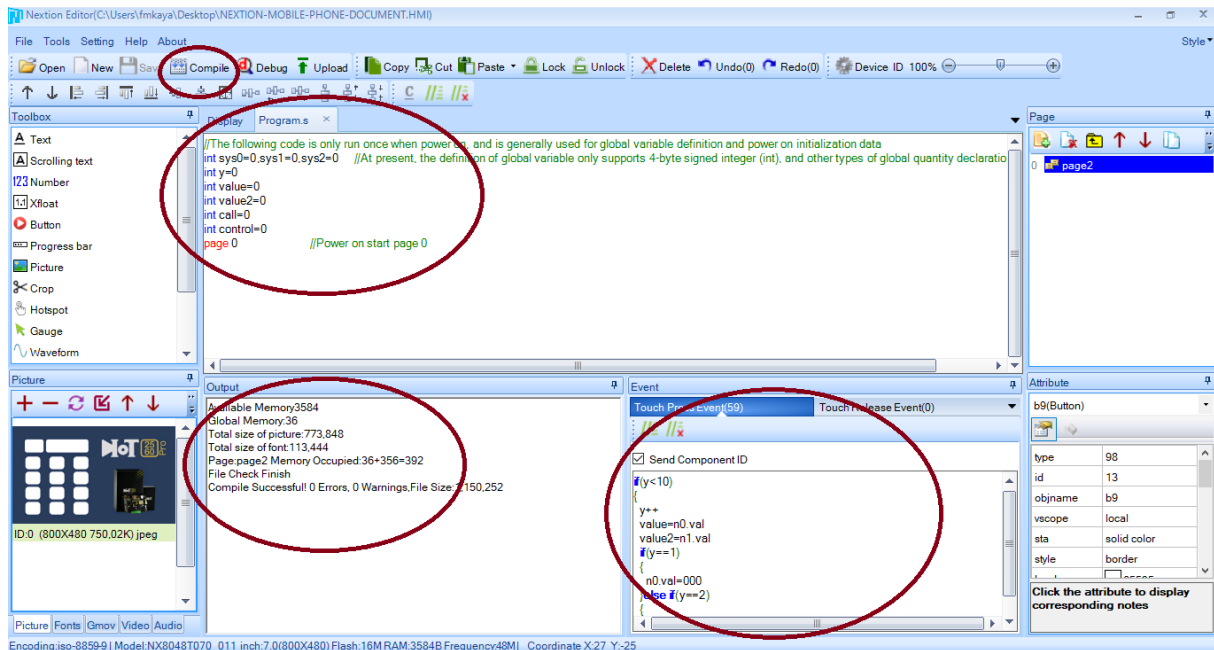 Nextion Editor(C:\Users\fmkaya\Desktop\NEXTION-MOBILE-PHONE-DOCUMENT.HMI)
File Tools Setting Help About
Style
Open New Save Compile Debug Upload Copy Cut Paste Lock Unlock Delete Undo(0) Redo(0) Device ID 100%
Toolbox
A Text
A Scrolling text
123 Number
1.1 Xfloat
Button
Progress bar
Picture
Crop
Hotspot
Gauge
Waveform
Display Program.s
//The following code is only run once when power on, and is generally used for global variable definition and power on initialization data
int sys0=0,sys1=0,sys2=0 //At present, the definition of global variable only supports 4-byte signed integer (int), and other types of global quantity declaratio
int y=0
int value=0
int value2=0
int call=0
int control=0
page 0 //Power on start page 0
Page
0 page2
Picture
ID:0 (800X480 750,02K) jpeg
Picture Fonts Gmov Video Audio
Output
Available Memory3584
Global Memory:36
Total size of picture:773,848
Total size of font:113,444
Page:page2 Memory Occupied:36+356=392
File Check Finish
Compile Successful! 0 Errors, 0 Warnings,File Size:
Event
Touch Press Event(59) Touch Release Event(0)
Send Component ID
if(y<10)
{
y++
value=n0.val
value2=n1.val
if(y==1)
{
n0.val=000
}else if(y==2)
{
Attribute
b9(Button)
type 98
id 13
objname b9
vscope local
sta solid color
style border
Click the attribute to display
corresponding notes
Encoding:iso-8859-9 | Model:NX8048T070_011 inch:7.0(800X480) Flash:16M RAM:3584B Frequency:48M| Coordinate X:27 Y:-25